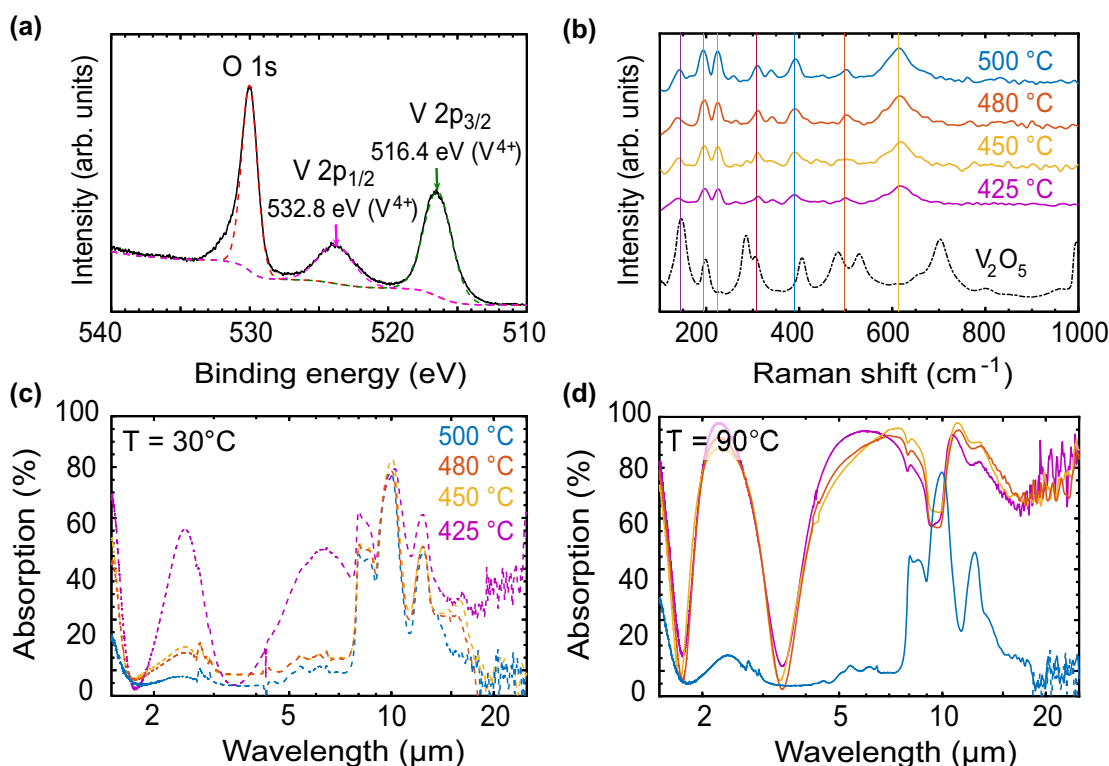 (a)
O 1s
V 2p3/2
516.4 eV (V4+)
V 2p1/2
532.8 eV (V4+)
Intensity (arb. units)
540 530 520 510
Binding energy (eV)
(b)
500 °C
480 °C
450 °C
425 °C
V2O5
Intensity (arb. units)
200 400 600 800 1000
Raman shift (cm-1)
(c)
T = 30°C
500 °C
480 °C
450 °C
425 °C
100
80
60
40
20
0
Absorption (%)
2 5 10 20
Wavelength (μm)
(d)
T = 90°C
100
80
60
40
20
0
Absorption (%)
2 5 10 20
Wavelength (μm)